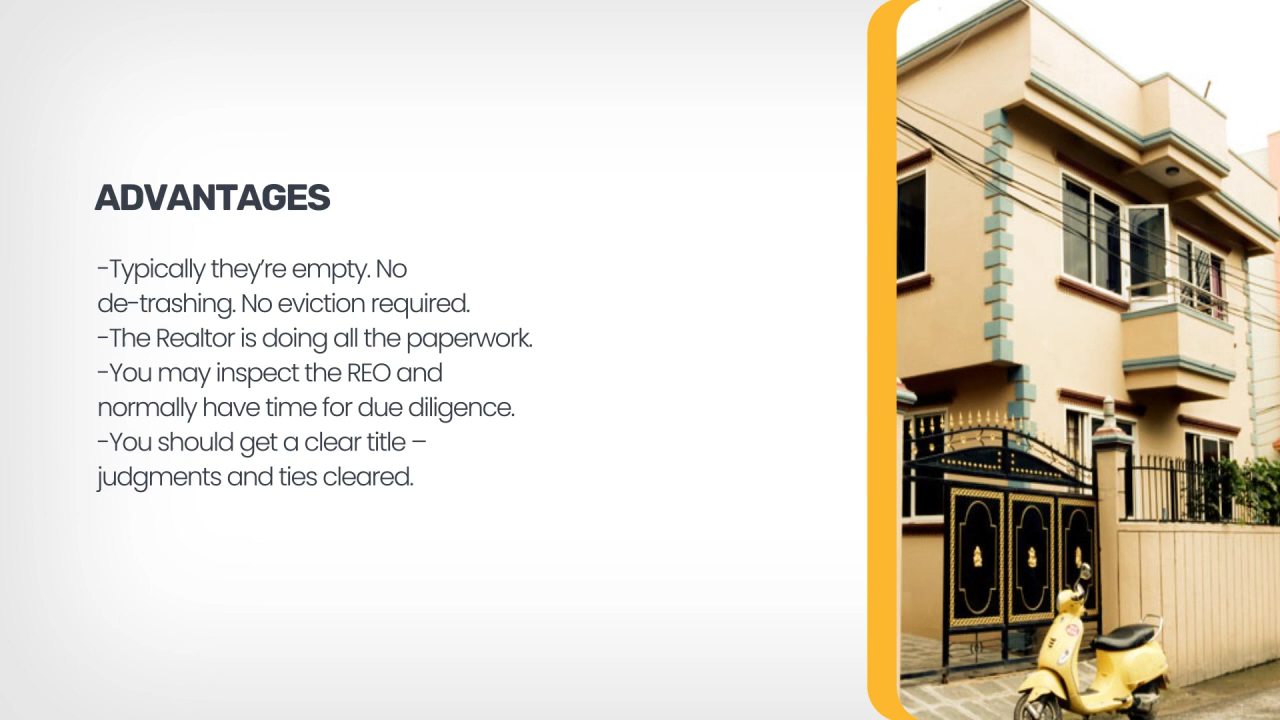 ADVANTAGES
-Typically they're empty. No
de-trashing. No eviction required.
-The Realtor is doing all the paperwork.
-You may inspect the REO and
normally have time for due diligence.
-You should get a clear title –
judgments and ties cleared.